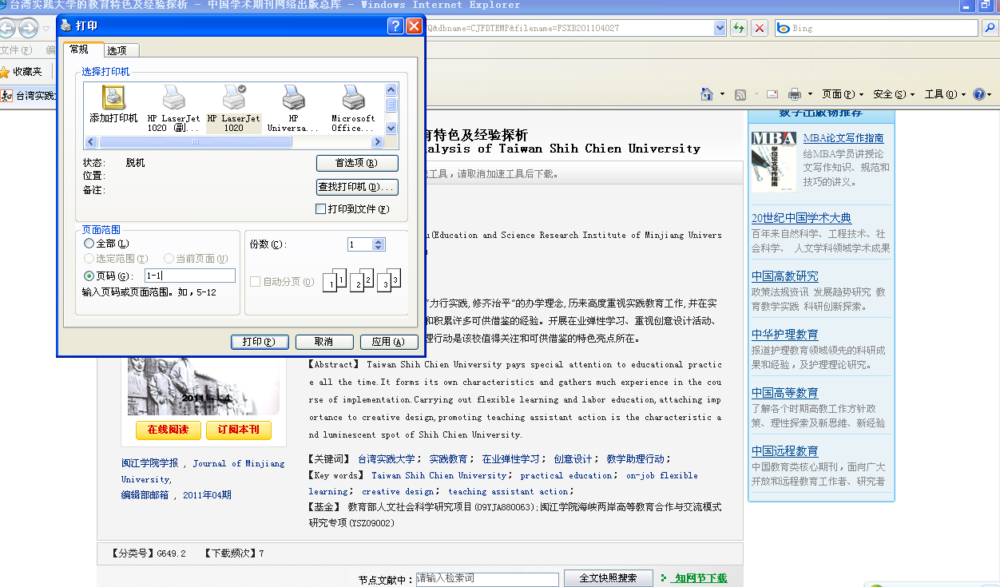 台湾实践大学的教育特色及经验探析 - 中国学术期刊网络出版总库 - Windows Internet Explorer
Q&dbname=CJFDTEMP&filename=FSXB201104027
Bing
文件(F)
收藏夹
台湾实践大
页面(P)
安全(S)
工具(O)
打印
常规
选项
选择打印机
添加打印机
HP LaserJet 1020 (副...
HP LaserJet 1020
HP Universa...
Microsoft Office...
状态: 脱机
位置:
备注:
首选项(R)
查找打印机(D)...
打印到文件(F)
页面范围
全部(L)
选定范围(T)
当前页面(U)
页码(G): 1-1
输入页码或页面范围。如，5-12
份数(C): 1
自动分页(O)
1 1 2 2 3 3
打印(P)
取消
应用(A)
育特色及经验探析
alysis of Taiwan Shih Chien University
工具，请取消加速工具后下载。
u(Education and Science Research Institute of Minjiang Univers
"力行实践,修齐治平"的办学理念,历来高度重视实践教育工作,并在实
和积累许多可供借鉴的经验。开展在业弹性学习、重视创意设计活动、
理行动是该校值得关注和可供借鉴的特色亮点所在。
【Abstract】 Taiwan Shih Chien University pays special attention to educational practic
e all the time.It forms its own characteristics and gathers much experience in the cou
rse of implementation.Carrying out flexible learning and labor education,attaching imp
ortance to creative design,promoting teaching assistant action is the characteristic a
nd luminescent spot of Shih Chien University.
【关键词】 台湾实践大学； 实践教育； 在业弹性学习； 创意设计； 教学助理行动；
【Key words】 Taiwan Shih Chien University； practical education； on-job flexible
learning； creative design； teaching assistant action；
【基金】 教育部人文社会科学研究项目(09YJA880063);闽江学院海峡两岸高等教育合作与交流模式
研究专项(YSZ09002)
2011
4
在线阅读
订阅本刊
闽江学院学报 , Journal of Minjiang
University,
编辑部邮箱 , 2011年04期
【分类号】G649.2 【下载频次】7
节点文献中： 请输入检索词
全文快照搜索
知网节下载
数字出版物推荐
MBA
学位论文写作指南
MBA论文写作指南
给MBA学员讲授论
文写作知识、规范和
技巧的讲义。
20世纪中国学术大典
百年来自然科学、工程技术、社
会科学、 人文学科领域学术成果
中国高教研究
政策法规资讯 发展趋势研究 教
育教学实践 科研创新探索。
中华护理教育
报道护理教育领域领先的科研成
果和经验，及护理理论研究。
中国高等教育
了解各个时期高教工作方针政
策、理性探索及新思维、新经验
中国远程教育
中国教育类核心期刊，面向广大
开放和远程教育工作者、研究者